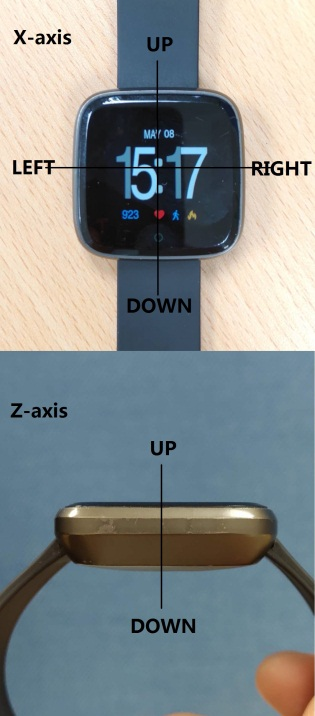 X-axis
UP
MAY 08
LEFT
15:17
RIGHT
923
DOWN
Z-axis
UP
DOWN